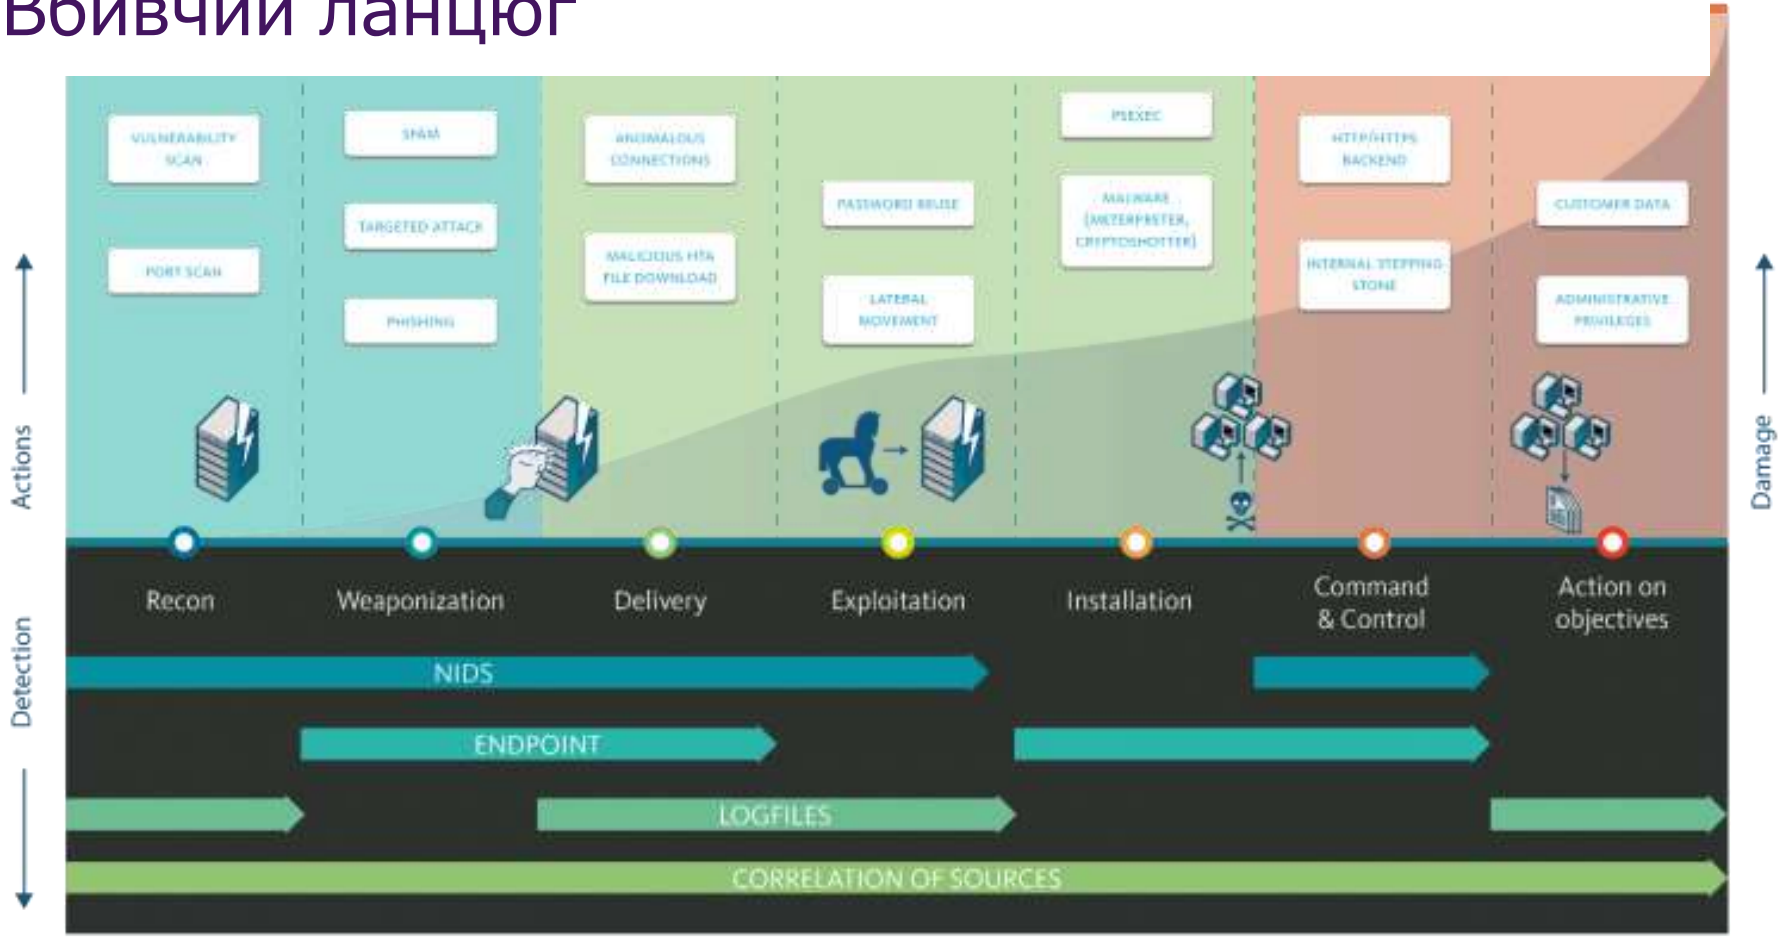 Вбивчий ланцюг
VULNERABILITY
SCAN
PORT SCAN
SPAM
TARGETED ATTACK
PHISHING
ANOMALOUS
CONNECTIONS
MALICIOUS HTA
FILE DOWNLOAD
PASSWORD REUSE
LATERAL
MOVEMENT
PSEXEC
MALWARE
(METERPRETER,
HTTP/HTTPS
BACKEND
INTERNAL STEPPING
STONE
CUSTOMER DATA
ADMINISTRATIVE
PRIVILEGES
Actions
Damage
Recon
Weaponization
Delivery
Exploitation
Installation
Command
& Control
Action on
objectives
Detection
NIDS
ENDPOINT
LOGFILES
CORRELATION OF SOURCES